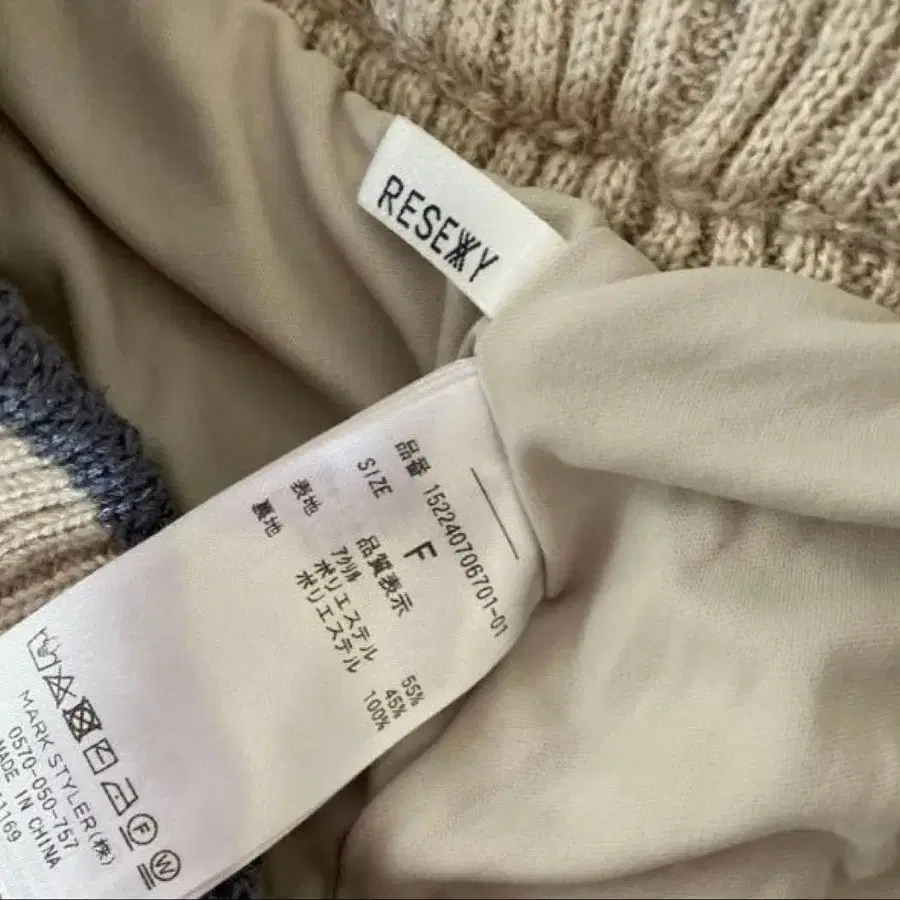 RESEXXY
品番 152240706701-01
SIZE F
品質表示
表地 アクリル 55%
ポリエステル 45%
裏地 ポリエステル 100%
MARK STYLER(株)
0570-050-757
MADE IN CHINA
1169